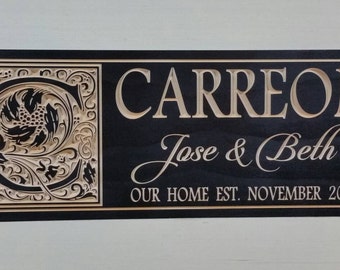 C
CARREO
Jose & Beth
OUR HOME EST. NOVEMBER 20